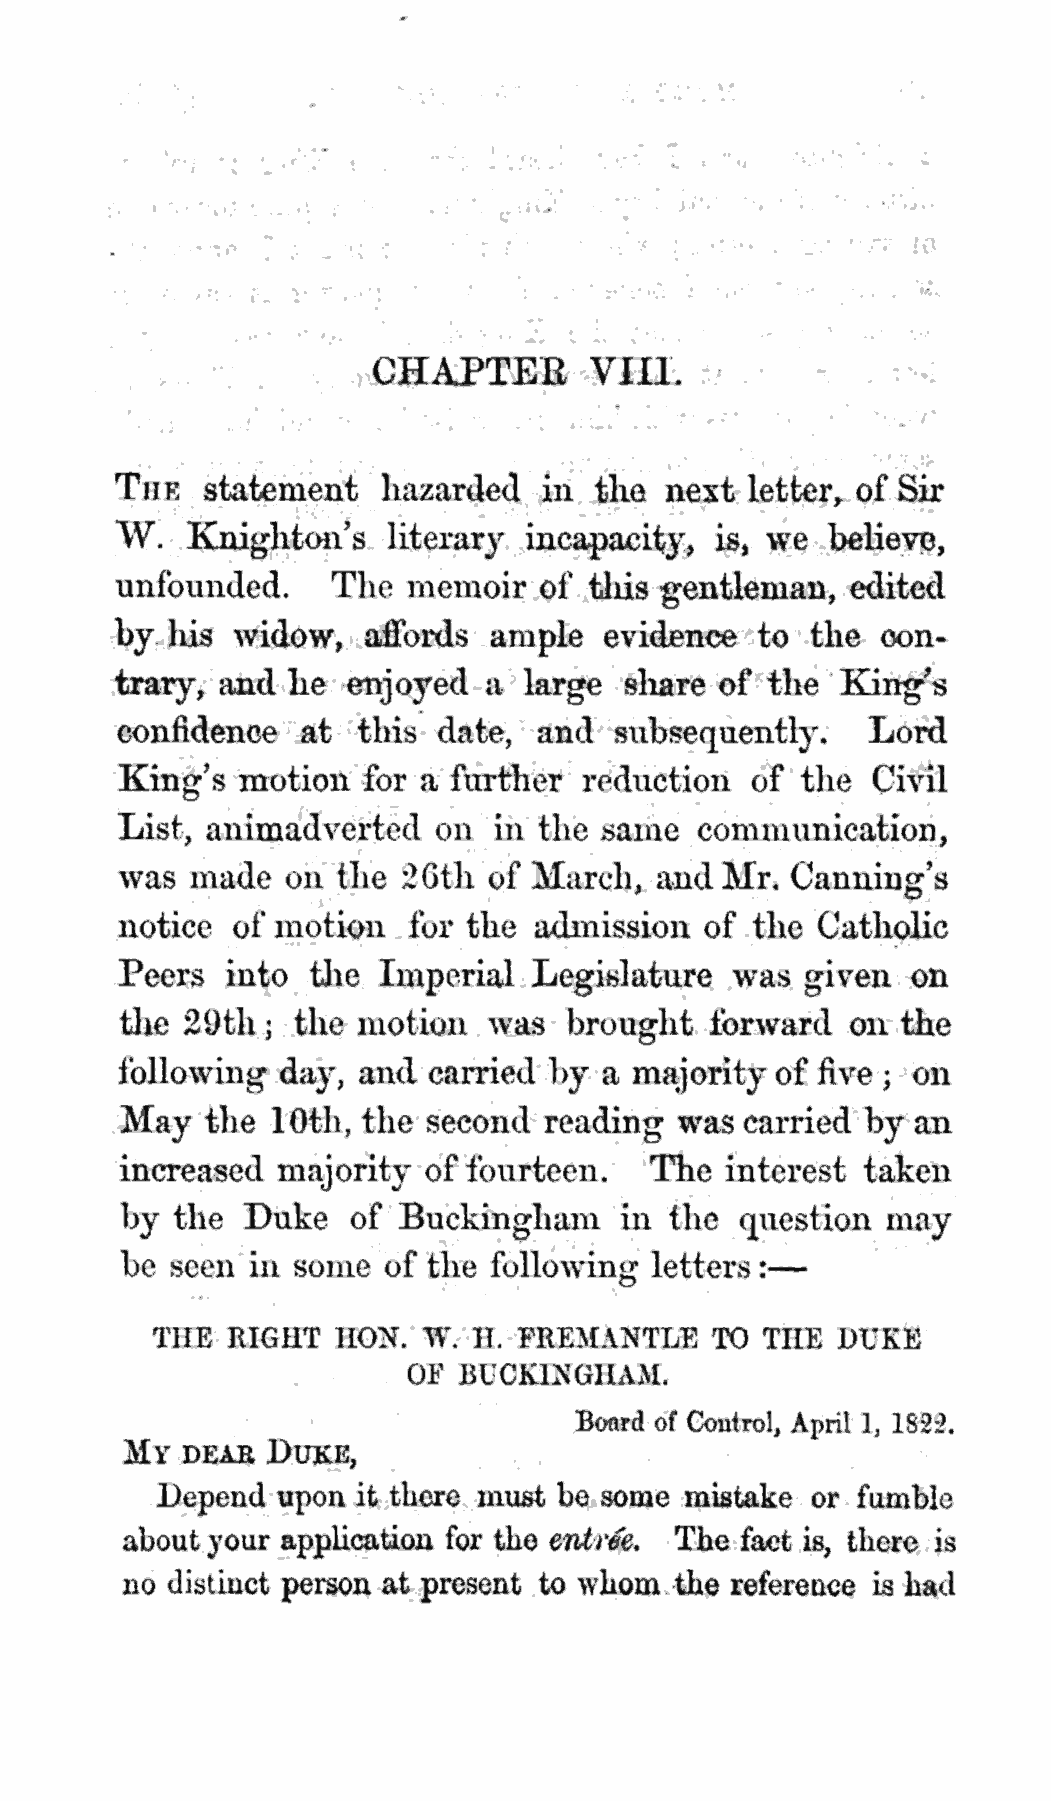 CHAPTER VIII.
THE statement hazarded in the next letter, of Sir
W. Knighton's literary incapacity, is, we believe,
unfounded. The memoir of this gentleman, edited
by his widow, affords ample evidence to the con-
trary, and he enjoyed a large share of the King's
confidence at this date, and subsequently. Lord
King's motion for a further reduction of the Civil
List, animadverted on in the same communication,
was made on the 26th of March, and Mr. Canning's
notice of motion for the admission of the Catholic
Peers into the Imperial Legislature was given on
the 29th; the motion was brought forward on the
following day, and carried by a majority of five; on
May the 10th, the second reading was carried by an
increased majority of fourteen. The interest taken
by the Duke of Buckingham in the question may
be seen in some of the following letters:—
THE RIGHT HON. W. H. FREMANTLE TO THE DUKE
OF BUCKINGHAM.
Board of Control, April 1, 1822.
MY DEAR DUKE,
Depend upon it there must be some mistake or fumble
about your application for the entrée. The fact is, there is
no distinct person at present to whom the reference is had